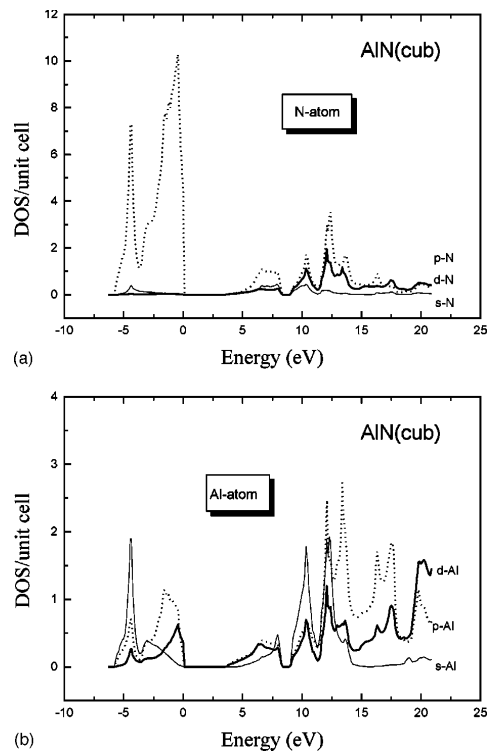 AlN(cub)
N-atom
DOS/unit cell
12
10
8
6
4
2
0
p-N
d-N
s-N
-10 -5 0 5 10 15 20 25
(a)
Energy (eV)
AlN(cub)
Al-atom
DOS/unit cell
4
3
2
1
0
d-Al
p-Al
s-Al
-10 -5 0 5 10 15 20 25
(b)
Energy (eV)